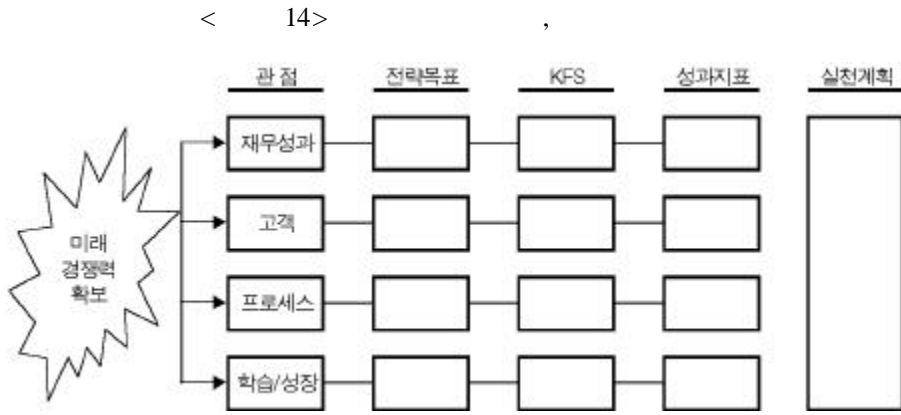 < 14> ,
관 점 전략목표 KFS 성과지표 실천계획
재무성과
고객
프로세스
학습/성장
미래
경쟁력
확보